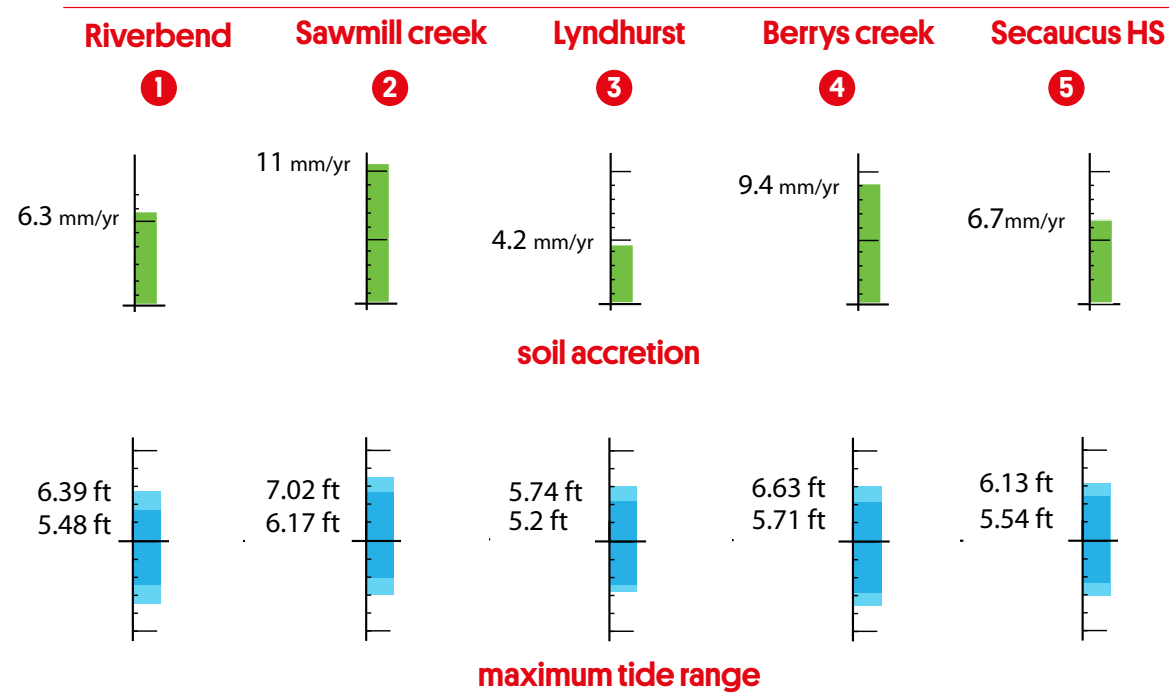 Riverbend
Sawmill creek
Lyndhurst
Berrys creek
Secaucus HS
1
2
3
4
5
6.3 mm/yr
11 mm/yr
4.2 mm/yr
9.4 mm/yr
6.7mm/yr
soil accretion
6.39 ft
5.48 ft
7.02 ft
6.17 ft
5.74 ft
5.2 ft
6.63 ft
5.71 ft
6.13 ft
5.54 ft
maximum tide range